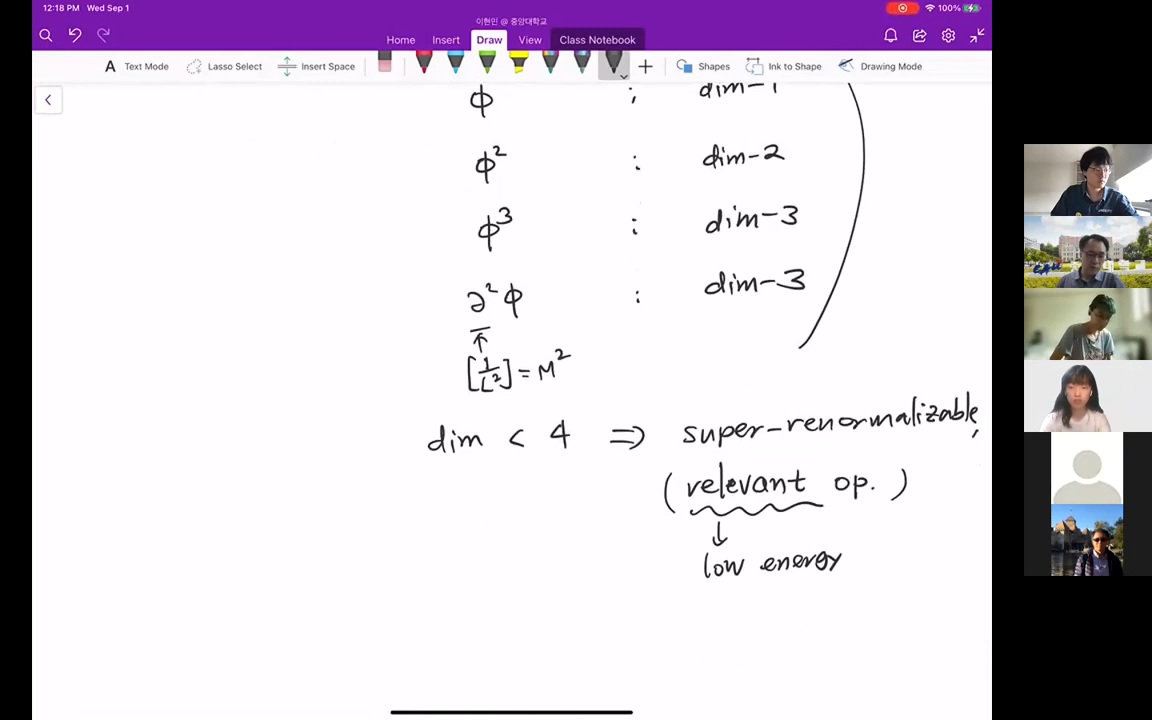 12:18 PM Wed Sep 1
100%
이현민 @ 중앙대학교
Home Insert Draw View Class Notebook
Text Mode Lasso Select Insert Space Shapes Ink to Shape Drawing Mode
ϕ : dim-1
ϕ² : dim-2
ϕ³ : dim-3
∂²ϕ : dim-3
↑
[1/L²] = M²
dim < 4 ⇒ super-renormalizable,
(relevant op.)
↓
low energy